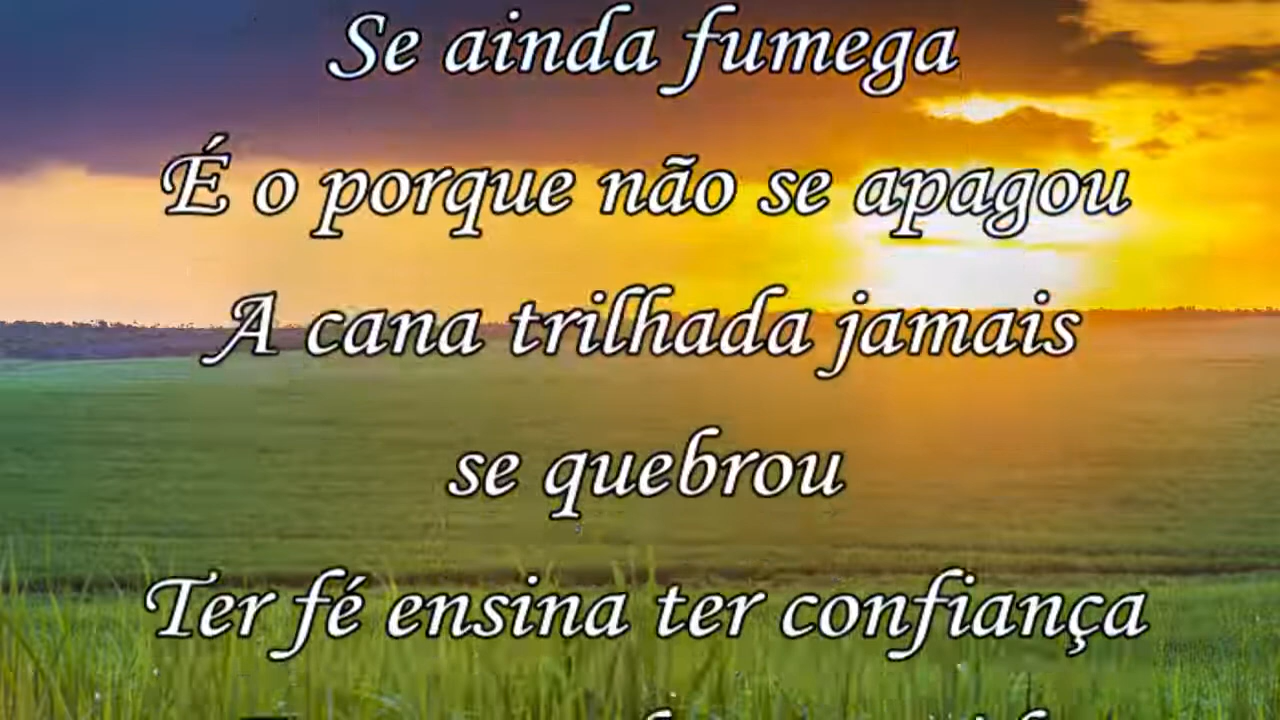 Se ainda fumega
É o porque não se apagou
A cana trilhada jamais
se quebrou
Ter fé ensina ter confiança